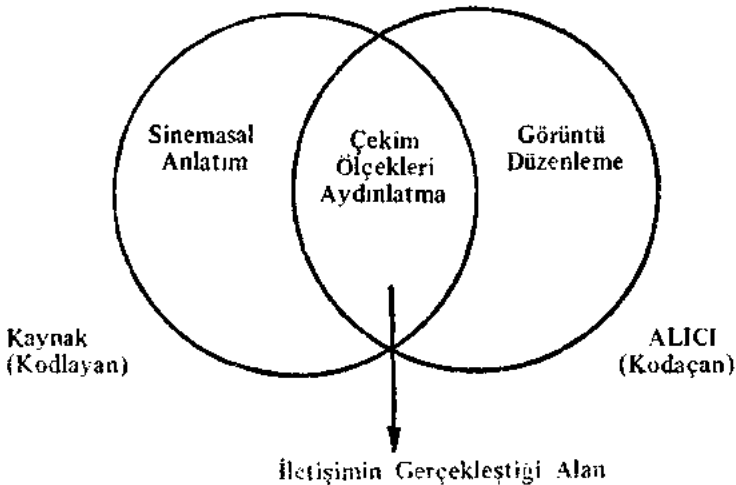 Sinemasal
Anlatım
Çekim
Ölçekleri
Aydınlatma
Görüntü
Düzenleme
Kaynak
(Kodlayan)
ALICI
(Kodaçan)
İletişimin Gerçekleştiği Alan